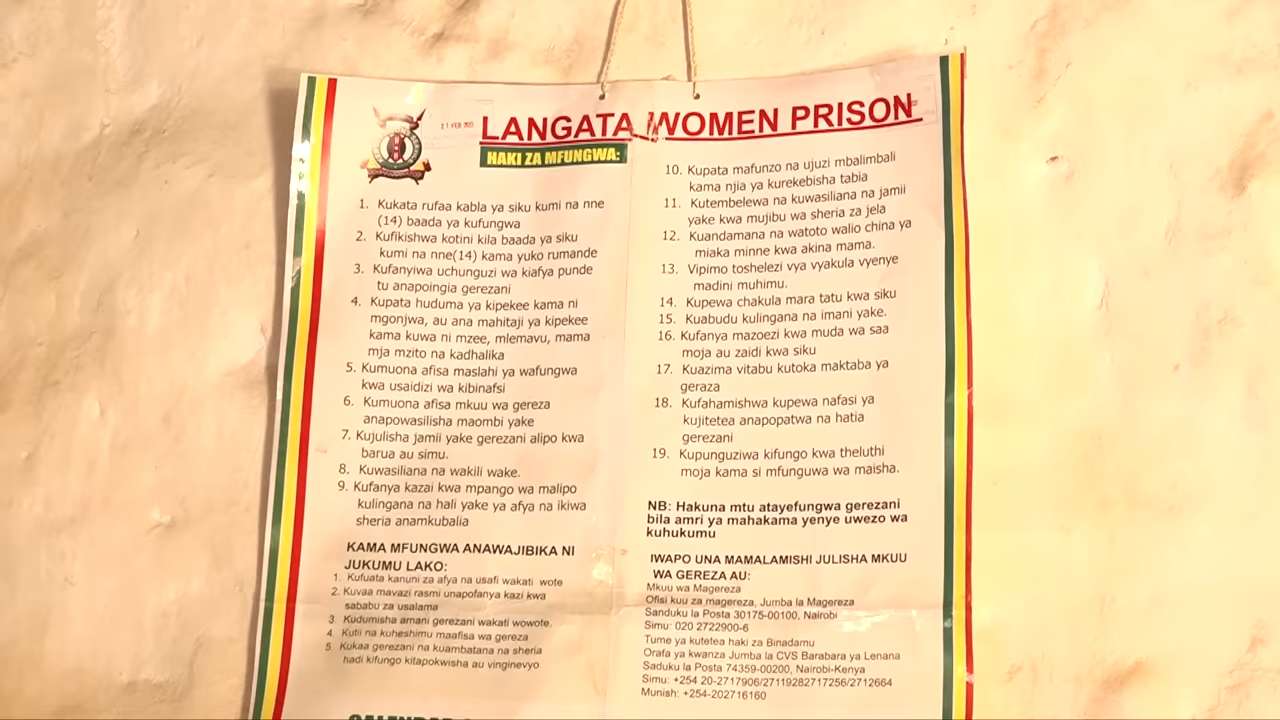 21 FEB
LANGATA WOMEN PRISON
HAKI ZA MFUNGWA:
1. Kukata rufaa kabla ya siku kumi na nne
(14) baada ya kufungwa
2. Kufikishwa kotini kila baada ya siku
kumi na nne(14) kama yuko rumande
3. Kufanyiwa uchunguzi wa kiafya punde
tu anapoingia gerezani
4. Kupata huduma ya kipekee kama ni
mgonjwa, au ana mahitaji ya kipekee
kama kuwa ni mzee, mlemavu, mama
mja mzito na kadhalika
5. Kumuona afisa maslahi ya wafungwa
kwa usaidizi wa kibinafsi
6. Kumuona afisa mkuu wa gereza
anapowasilisha maombi yake
7. Kujulisha jamii yake gerezani alipo kwa
barua au simu.
8. Kuwasiliana na wakili wake.
9. Kufanya kazai kwa mpango wa malipo
kulingana na hali yake ya afya na ikiwa
sheria anamkubalia
KAMA MFUNGWA ANAWAJIBIKA NI
JUKUMU LAKO:
1. Kufuata kanuni za afya na usafi wakati wote
2. Kuvaa mavazi rasmi unapofanya kazi kwa
sababu za usalama
3. Kudumisha amani gerezani wakati wowote.
4. Kutii na kuheshimu maafisa wa gereza
5. Kukaa gerezani na kuambatana na sheria
hadi kifungo kitapokwisha au vinginevyo
10. Kupata mafunzo na ujuzi mbalimbali
kama njia ya kurekebisha tabia
11. Kutembelewa na kuwasiliana na jamii
yake kwa mujibu wa sheria za jela
12. Kuandamana na watoto walio china ya
miaka minne kwa akina mama.
13. Vipimo toshelezi vya vyakula vyenye
madini muhimu.
14. Kupewa chakula mara tatu kwa siku
15. Kuabudu kulingana na imani yake.
16. Kufanya mazoezi kwa muda wa saa
moja au zaidi kwa siku
17. Kuazima vitabu kutoka maktaba ya
geraza
18. Kufahamishwa kupewa nafasi ya
kujitetea anapopatwa na hatia
gerezani
19. Kupunguziwa kifungo kwa theluthi
moja kama si mfunguwa wa maisha.
NB: Hakuna mtu atayefungwa gerezani
bila amri ya mahakama yenye uwezo wa
kuhukumu
IWAPO UNA MAMALAMISHI JULISHA MKUU
WA GEREZA AU:
Mkuu wa Magereza
Ofisi kuu za magereza, Jumba la Magereza
Sanduku la Posta 30175-00100, Nairobi
Simu: 020 2722900-6
Tume ya kutetea haki za Binadamu
Orafa ya kwanza Jumba la CVS Barabara ya Lenana
Saduku la Posta 74359-00200, Nairobi-Kenya
Simu: +254 20-2717906/27119282717256/2712664
Munish: +254-202716160